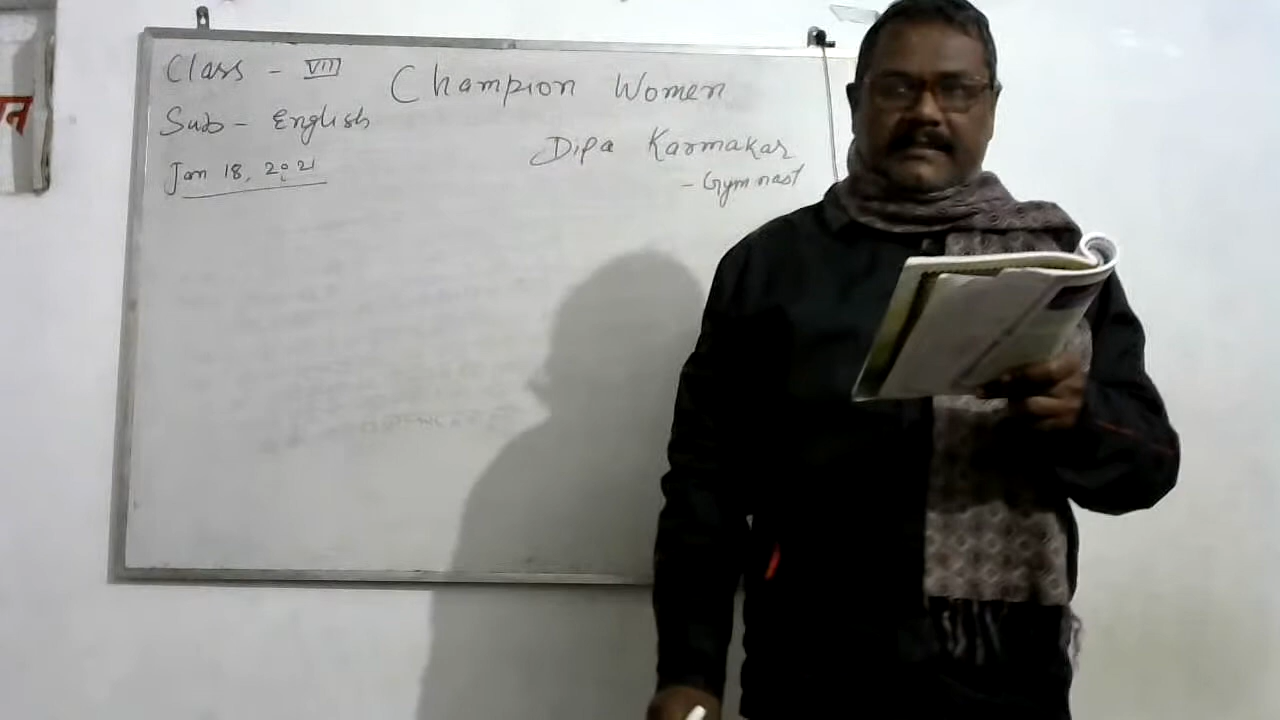 Class - VIII
Sub - English
Jan 18, 2021
Champion Women
Dipa Karmakar
- Gymnast